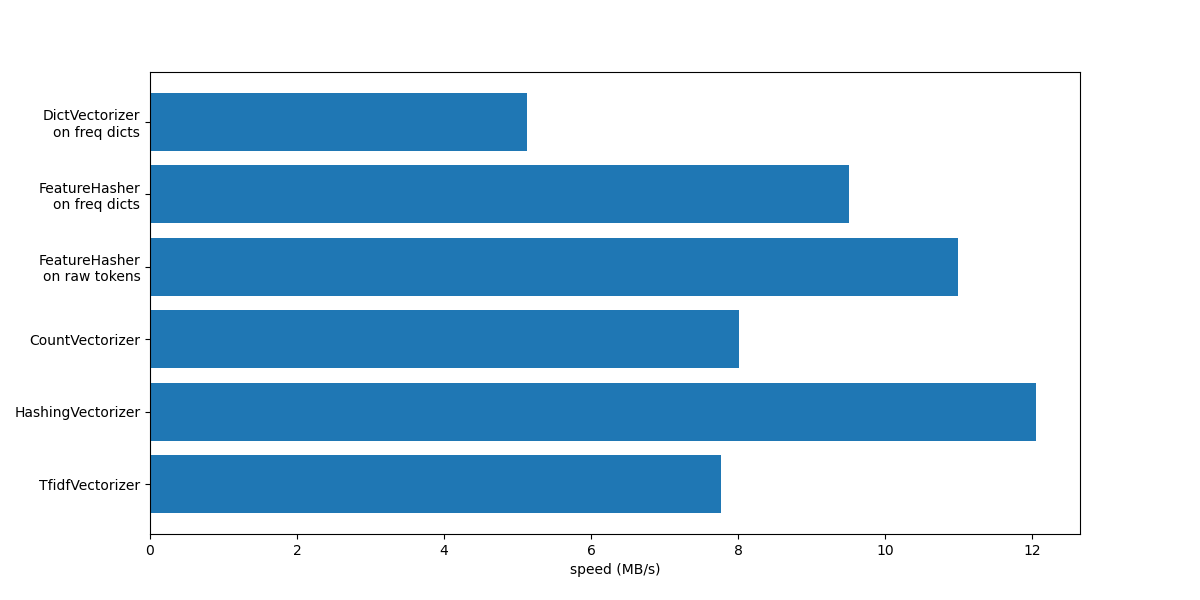 DictVectorizer
on freq dicts
FeatureHasher
on freq dicts
FeatureHasher
on raw tokens
CountVectorizer
HashingVectorizer
TfidfVectorizer
0 2 4 6 8 10 12
speed (MB/s)